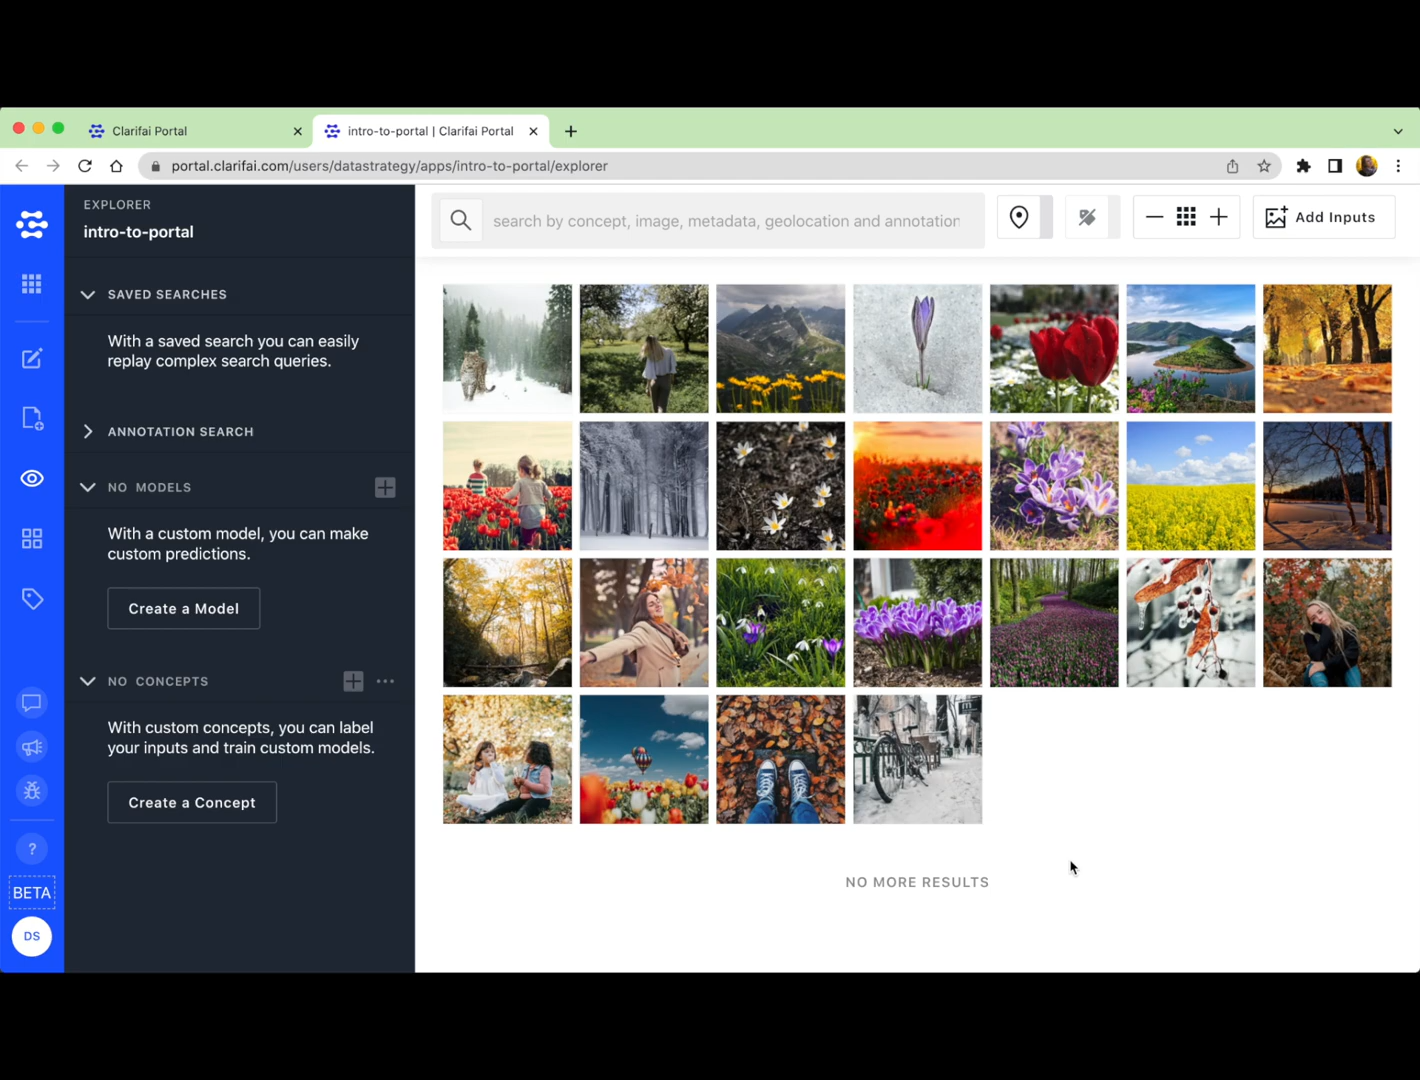 Clarifai Portal
intro-to-portal | Clarifai Portal
portal.clarifai.com/users/datastrategy/apps/intro-to-portal/explorer
EXPLORER
intro-to-portal
SAVED SEARCHES
With a saved search you can easily
replay complex search queries.
ANNOTATION SEARCH
NO MODELS
With a custom model, you can make
custom predictions.
Create a Model
NO CONCEPTS
With custom concepts, you can label
your inputs and train custom models.
Create a Concept
?
BETA
DS
search by concept, image, metadata, geolocation and annotation
Add Inputs
NO MORE RESULTS